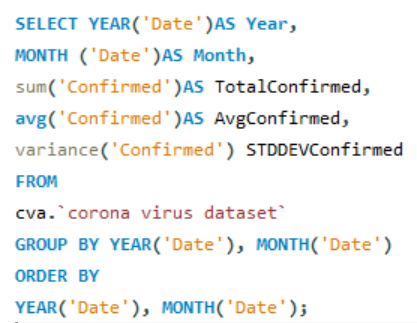 SELECT YEAR('Date')AS Year,
MONTH ('Date')AS Month,
sum('Confirmed')AS TotalConfirmed,
avg('Confirmed')AS AvgConfirmed,
variance('Confirmed') STDDEVConfirmed
FROM
cva.`corona virus dataset`
GROUP BY YEAR('Date'), MONTH('Date')
ORDER BY
YEAR('Date'), MONTH('Date');